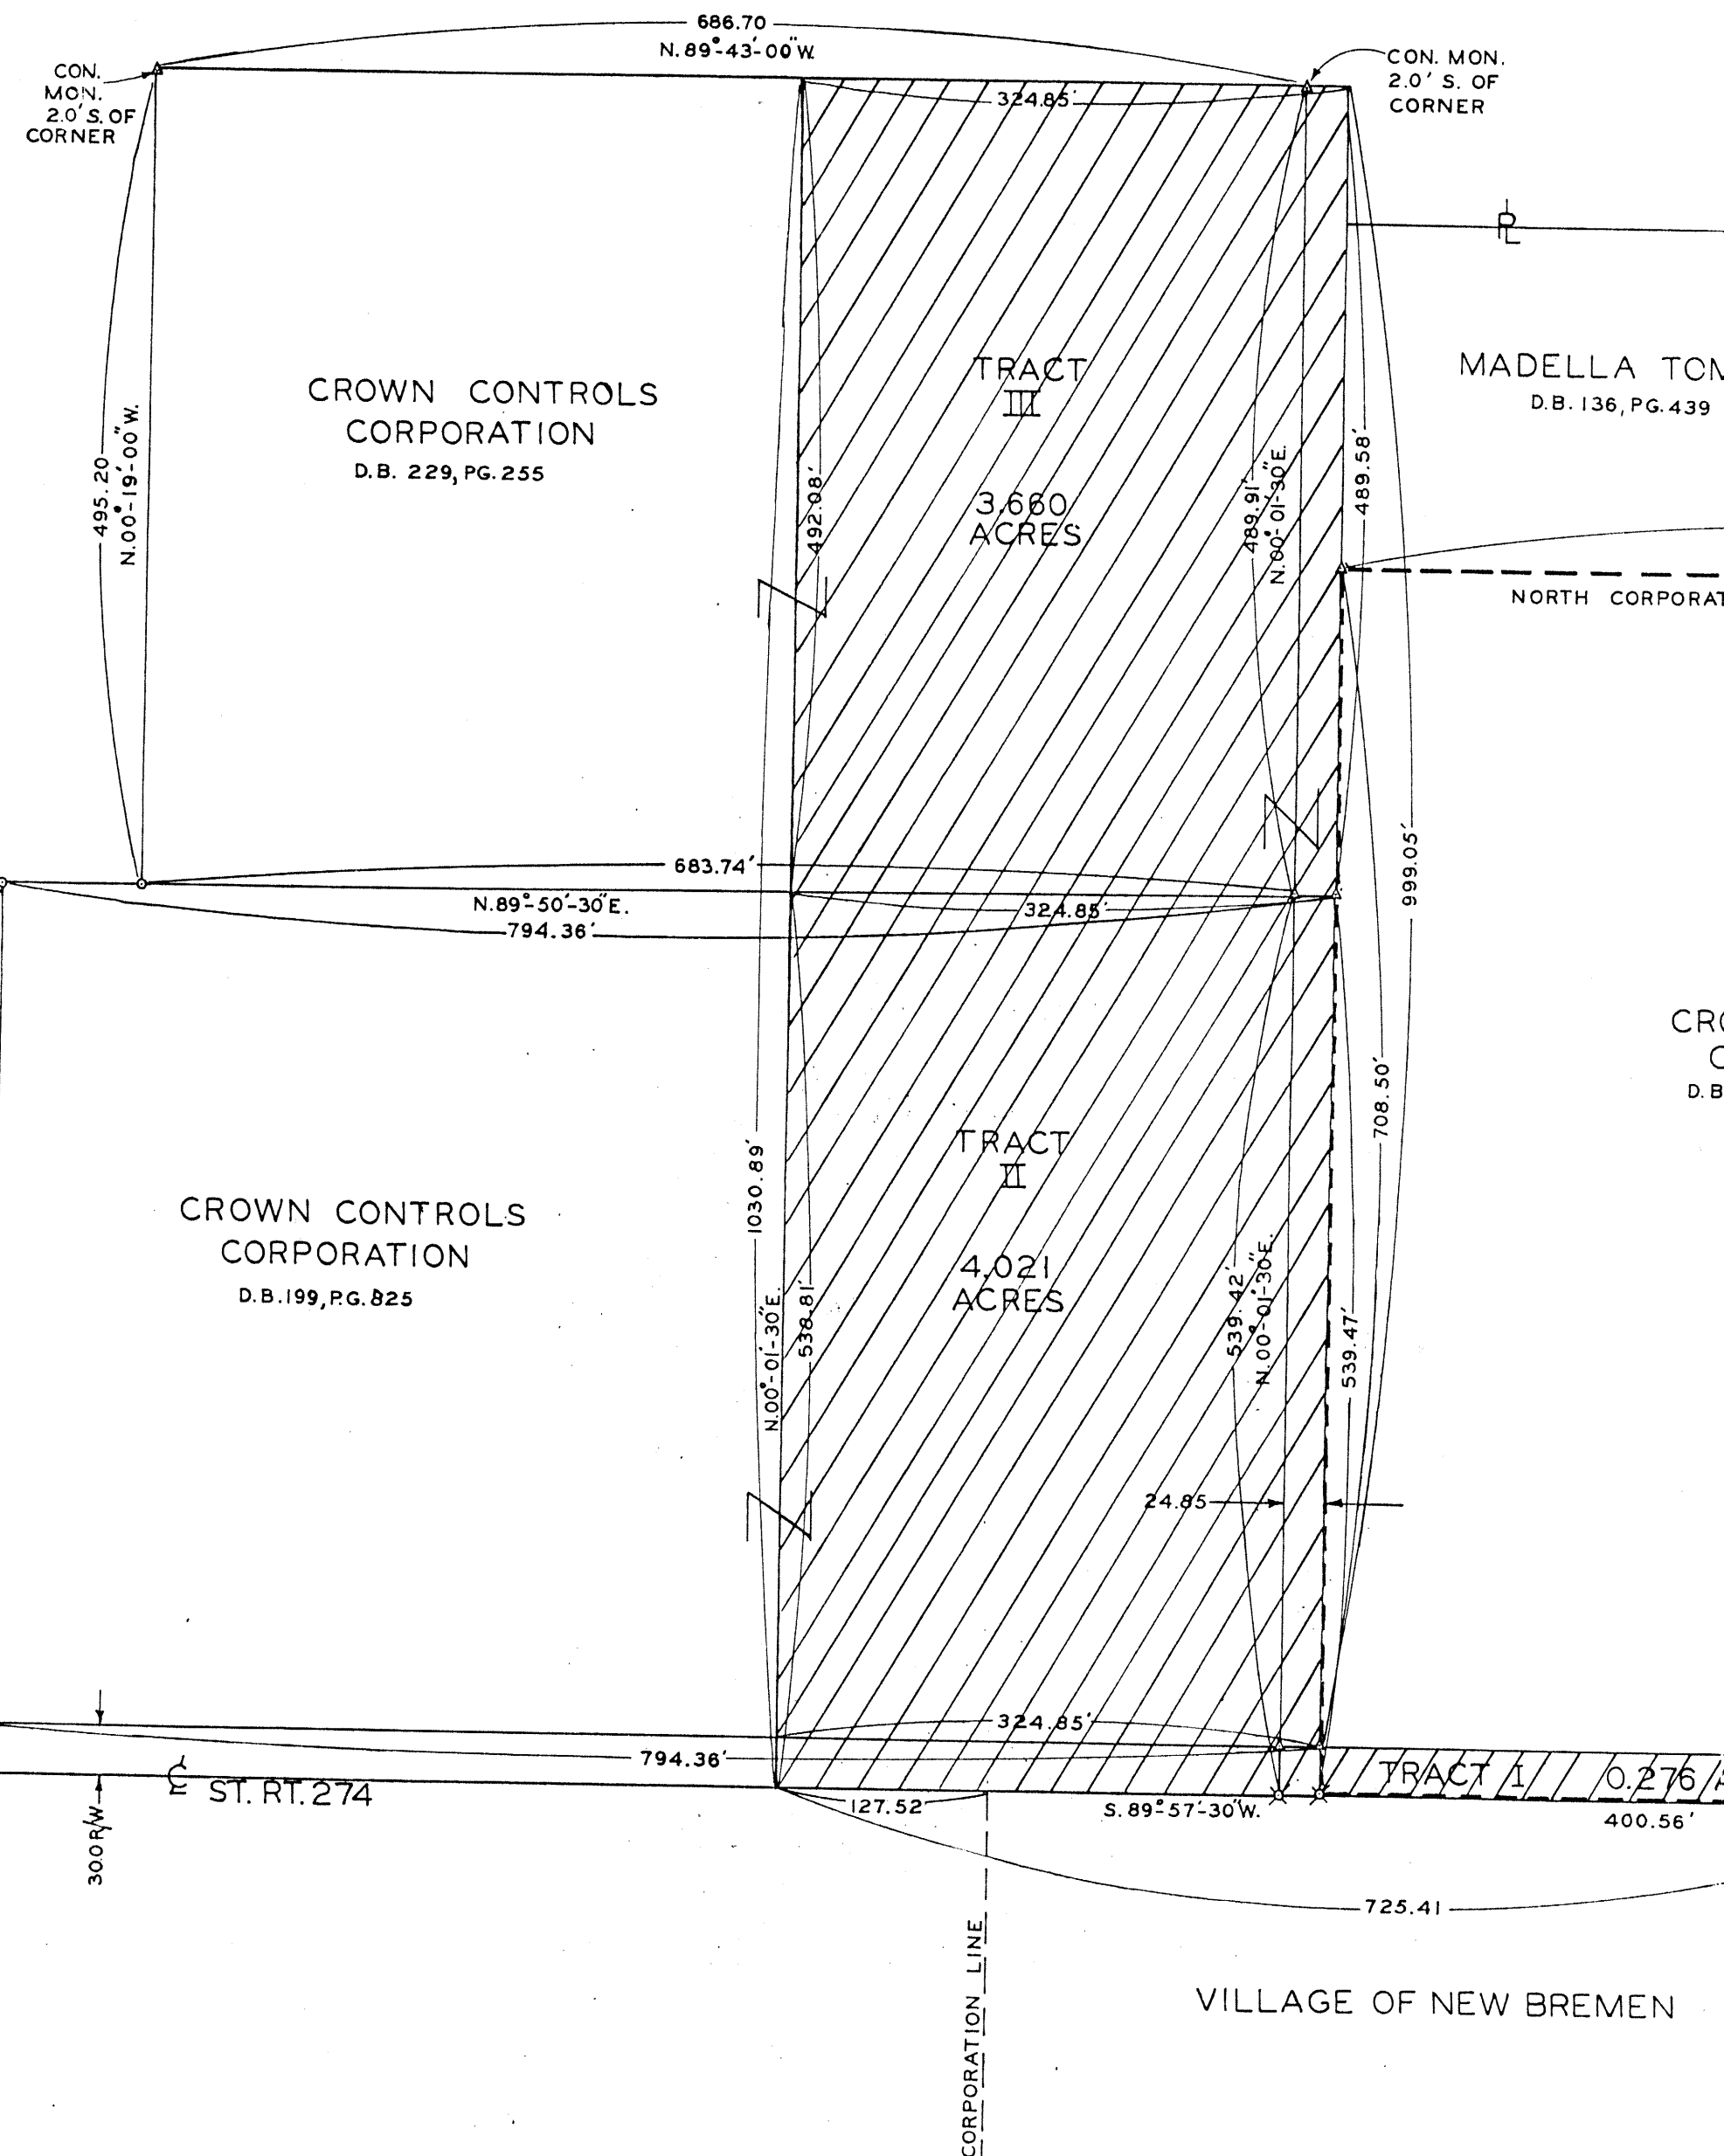 686.70
N.89°-43'-00"W.
CON.
MON.
2.0' S. OF
CORNER
CON. MON.
2.0' S. OF
CORNER
324.85'
495.20
N.00°-19'-00"W.
CROWN CONTROLS
CORPORATION
D.B. 229, PG. 255
492.08'
TRACT
III
3.660
ACRES
489.91'
N.00°-01'-30"E.
489.58'
PL
MADELLA TOM
D.B. 136, PG. 439
NORTH CORPORAT
999.05'
683.74'
N.89°-50'-30"E.
794.36'
324.85'
CROWN CONTROLS
CORPORATION
D.B. 199, P.G. 825
1030.89'
N.00°-01'-30"E.
538.81'
TRACT
II
4.021
ACRES
539.42'
N.00°-01'-30"E.
539.47'
708.50'
CRO
C
D.B
24.85
324.85'
794.36'
30.0 R/W
CL ST. RT. 274
127.52'
S.89°-57'-30"W.
TRACT I 0.276 A
400.56'
725.41
CORPORATION LINE
VILLAGE OF NEW BREMEN